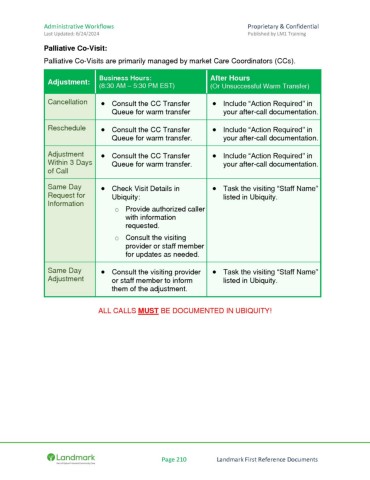 Administrative Workflows Proprietary & Confidential
Last Updated: 6/24/2024 Published by LM1 Training
Palliative Co-Visit:
Palliative Co-Visits are primarily managed by market Care Coordinators (CCs).
Adjustment:
Business Hours:
(8:30 AM – 5:30 PM EST)
After Hours
(Or Unsuccessful Warm Transfer)
Cancellation
• Consult the CC Transfer
Queue for warm transfer
• Include "Action Required" in
your after-call documentation.
Reschedule
• Consult the CC Transfer
Queue for warm transfer.
• Include "Action Required" in
your after-call documentation.
Adjustment
Within 3 Days
of Call
• Consult the CC Transfer
Queue for warm transfer.
• Include "Action Required" in
your after-call documentation.
Same Day
Request for
Information
• Check Visit Details in
Ubiquity:
o Provide authorized caller
with information
requested.
o Consult the visiting
provider or staff member
for updates as needed.
• Task the visiting "Staff Name"
listed in Ubiquity.
Same Day
Adjustment
• Consult the visiting provider
or staff member to inform
them of the adjustment.
• Task the visiting "Staff Name"
listed in Ubiquity.
ALL CALLS MUST BE DOCUMENTED IN UBIQUITY!
Landmark
Page 210 Landmark First Reference Documents